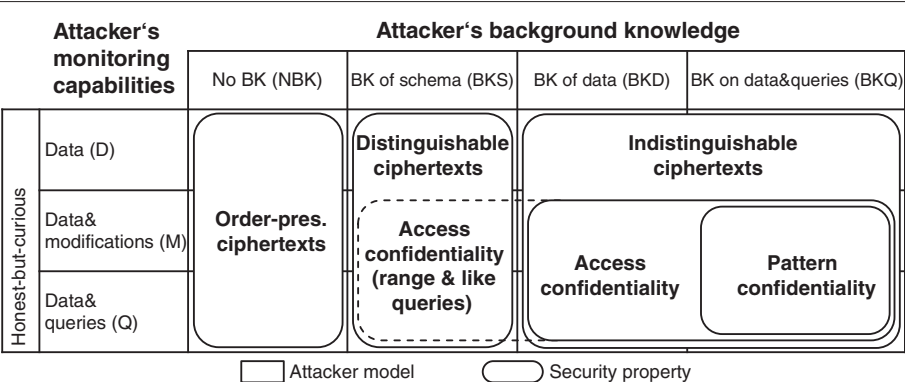 Attacker‘s
monitoring
capabilities
Attacker‘s background knowledge
No BK (NBK)
BK of schema (BKS)
BK of data (BKD)
BK on data&queries (BKQ)
Honest-but-curious
Data (D)
Data&
modifications (M)
Data&
queries (Q)
Order-pres.
ciphertexts
Distinguishable
ciphertexts
Access
confidentiality
(range & like
queries)
Indistinguishable
ciphertexts
Access
confidentiality
Pattern
confidentiality
Attacker model
Security property